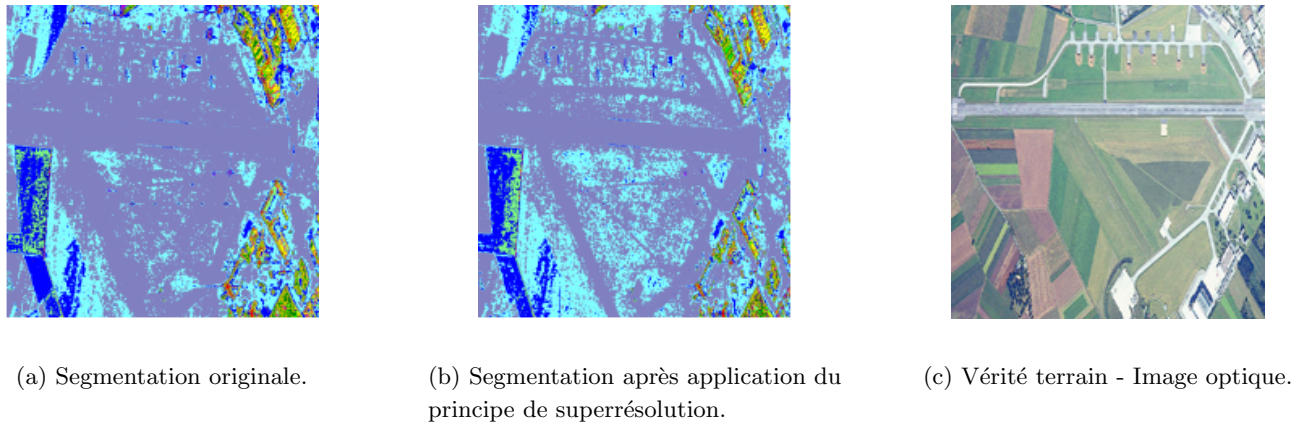 (a) Segmentation originale.
(b) Segmentation après application du
principe de superrésolution.
(c) Vérité terrain - Image optique.